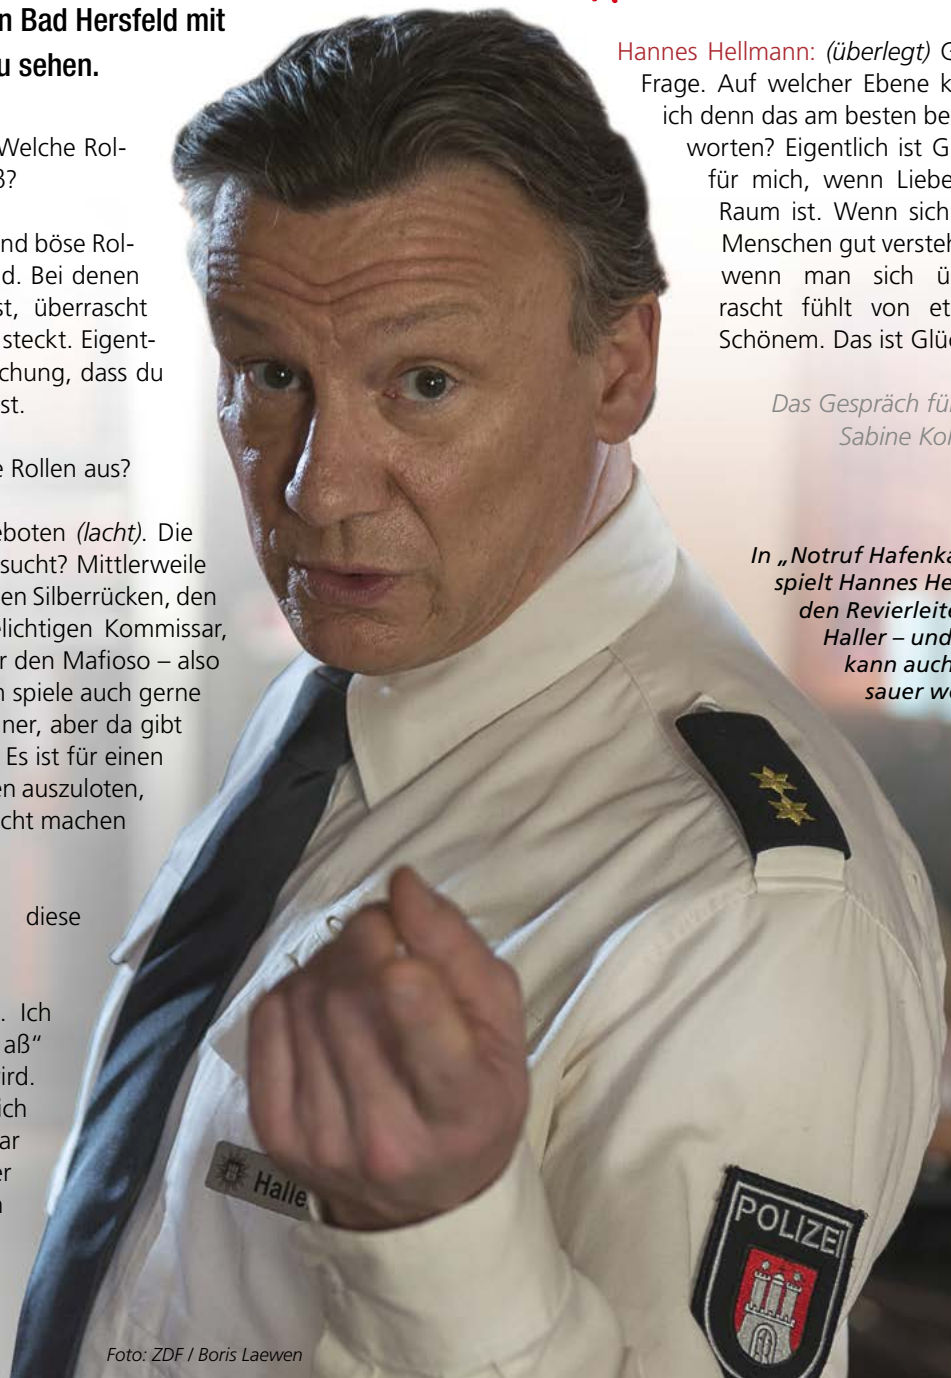 n Bad Hersfeld mit
u sehen.
Welche Rol-
ß?
nd böse Rol-
d. Bei denen
st, überrascht
steckt. Eigent-
chung, dass du
st.
e Rollen aus?
eboten (lacht). Die
sucht? Mittlerweile
en Silberrücken, den
elichtigen Kommissar,
r den Mafioso – also
n spiele auch gerne
ner, aber da gibt
Es ist für einen
en auszuloten,
cht machen
diese
. Ich
aß“
ird.
ich
ar
er
n
Hannes Hellmann: (überlegt) G
Frage. Auf welcher Ebene k
ich denn das am besten be
worten? Eigentlich ist G
für mich, wenn Liebe
Raum ist. Wenn sich
Menschen gut versteh
wenn man sich ü
rascht fühlt von et
Schönem. Das ist Glüc
Das Gespräch fü
Sabine Kol
In „Notruf Hafenka
spielt Hannes He
den Revierleite
Haller – und
kann auch
sauer we
Halle
POLIZEI
Foto: ZDF / Boris Laewen